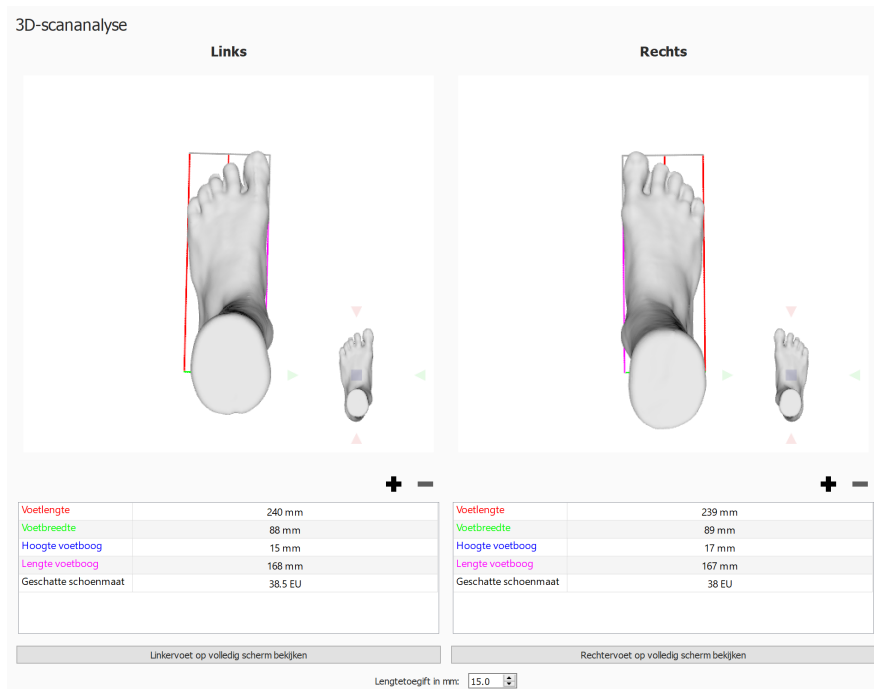 3D-scananalyse
Links
Rechts
Voetlengte 240 mm
Voetbreedte 88 mm
Hoogte voetboog 15 mm
Lengte voetboog 168 mm
Geschatte schoenmaat 38.5 EU
Voetlengte 239 mm
Voetbreedte 89 mm
Hoogte voetboog 17 mm
Lengte voetboog 167 mm
Geschatte schoenmaat 38 EU
Linkervoet op volledig scherm bekijken
Rechtervoet op volledig scherm bekijken
Lengtetoegift in mm: 15.0